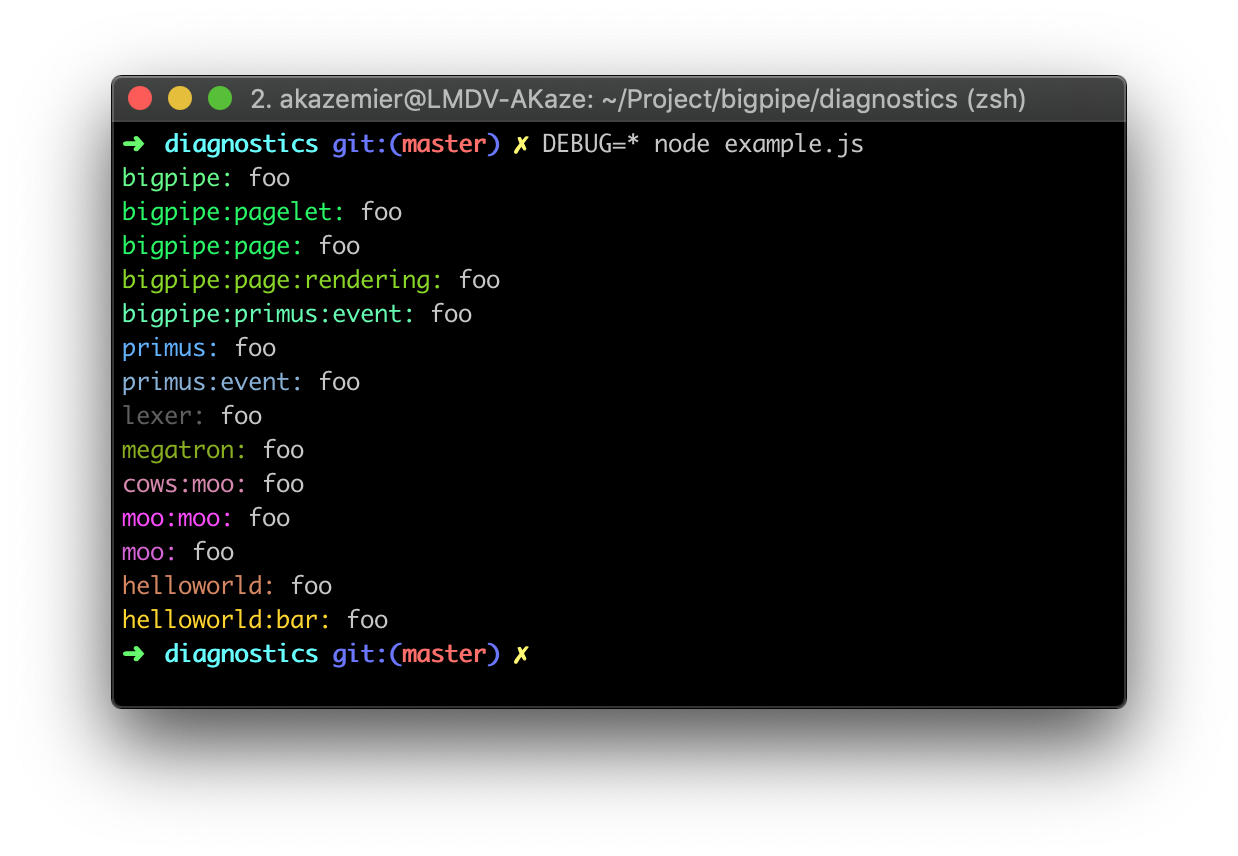 2. akazemier@LMDV-AKaze: ~/Project/bigpipe/diagnostics (zsh)
➜ diagnostics git:(master) ✗ DEBUG=* node example.js
bigpipe: foo
bigpipe:pagelet: foo
bigpipe:page: foo
bigpipe:page:rendering: foo
bigpipe:primus:event: foo
primus: foo
primus:event: foo
lexer: foo
megatron: foo
cows:moo: foo
moo:moo: foo
moo: foo
helloworld: foo
helloworld:bar: foo
➜ diagnostics git:(master) ✗